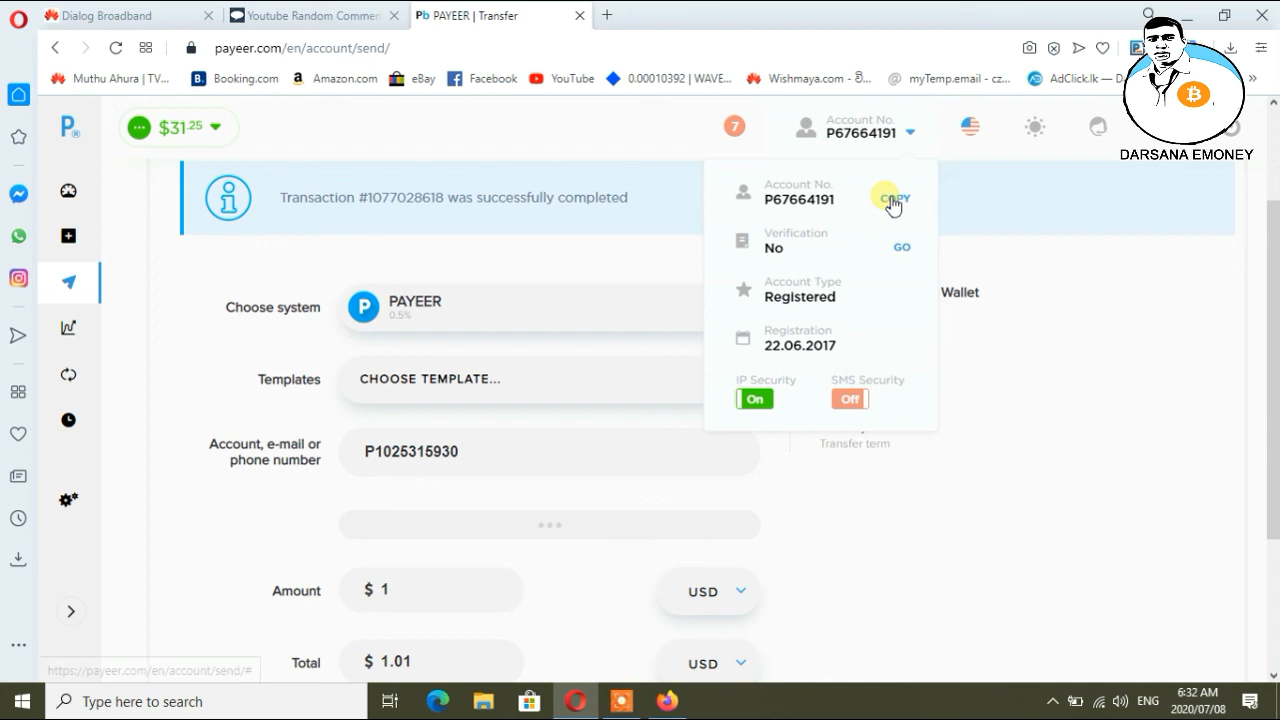 Dialog Broadband
Youtube Random Commen
Pb PAYEER | Transfer
payeer.com/en/account/send/
Muthu Ahura | TV...
B. Booking.com
Amazon.com
eBay
Facebook
YouTube
0.00010392 | WAVE...
Wishmaya.com - වි...
@ myTemp.email - cz...
AdClick.lk —
DARSANA EMONEY
P
$31.25
7
Account No.
P67664191
Account No.
P67664191
COPY
Verification
No
GO
Account Type
Registered
Registration
22.06.2017
IP Security
On
SMS Security
Off
Transaction #1077028618 was successfully completed
Choose system
P PAYEER
0.5%
Wallet
Templates
CHOOSE TEMPLATE...
Account, e-mail or
phone number
P1025315930
Transfer term
Amount
$ 1
USD
Total
$ 1.01
USD
https://payeer.com/en/account/send/#
Type here to search
ENG
6:32 AM
2020/07/08